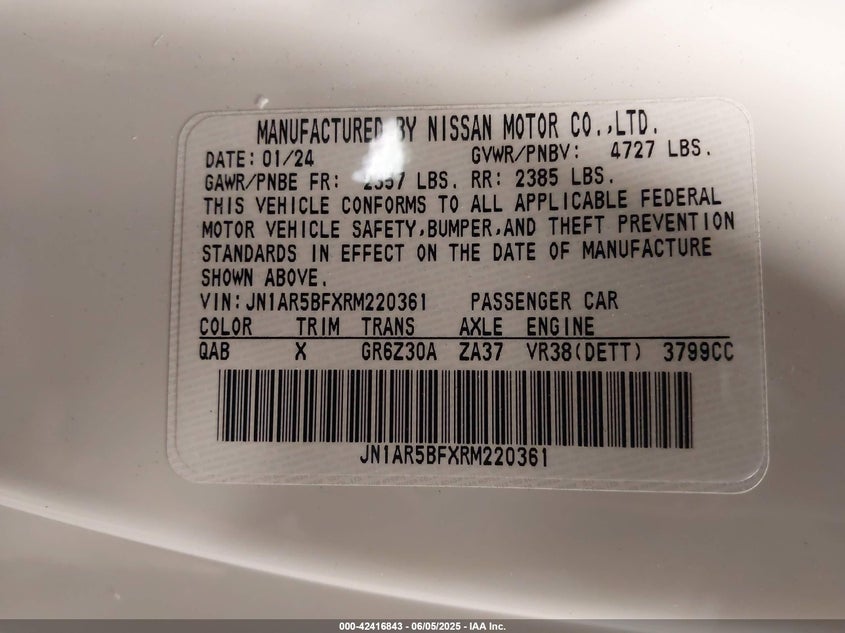 MANUFACTURED BY NISSAN MOTOR CO.,LTD.
DATE: 01/24 GVWR/PNBV: 4727 LBS.
GAWR/PNBE FR: 2357 LBS. RR: 2385 LBS.
THIS VEHICLE CONFORMS TO ALL APPLICABLE FEDERAL
MOTOR VEHICLE SAFETY,BUMPER,AND THEFT PREVENTION
STANDARDS IN EFFECT ON THE DATE OF MANUFACTURE
SHOWN ABOVE.
VIN:JN1AR5BFXRM220361 PASSENGER CAR
COLOR TRIM TRANS AXLE ENGINE
QAB X GR6Z30A ZA37 VR38(DETT) 3799CC
JN1AR5BFXRM220361
000-42416843 - 06/05/2025 - IAA Inc.